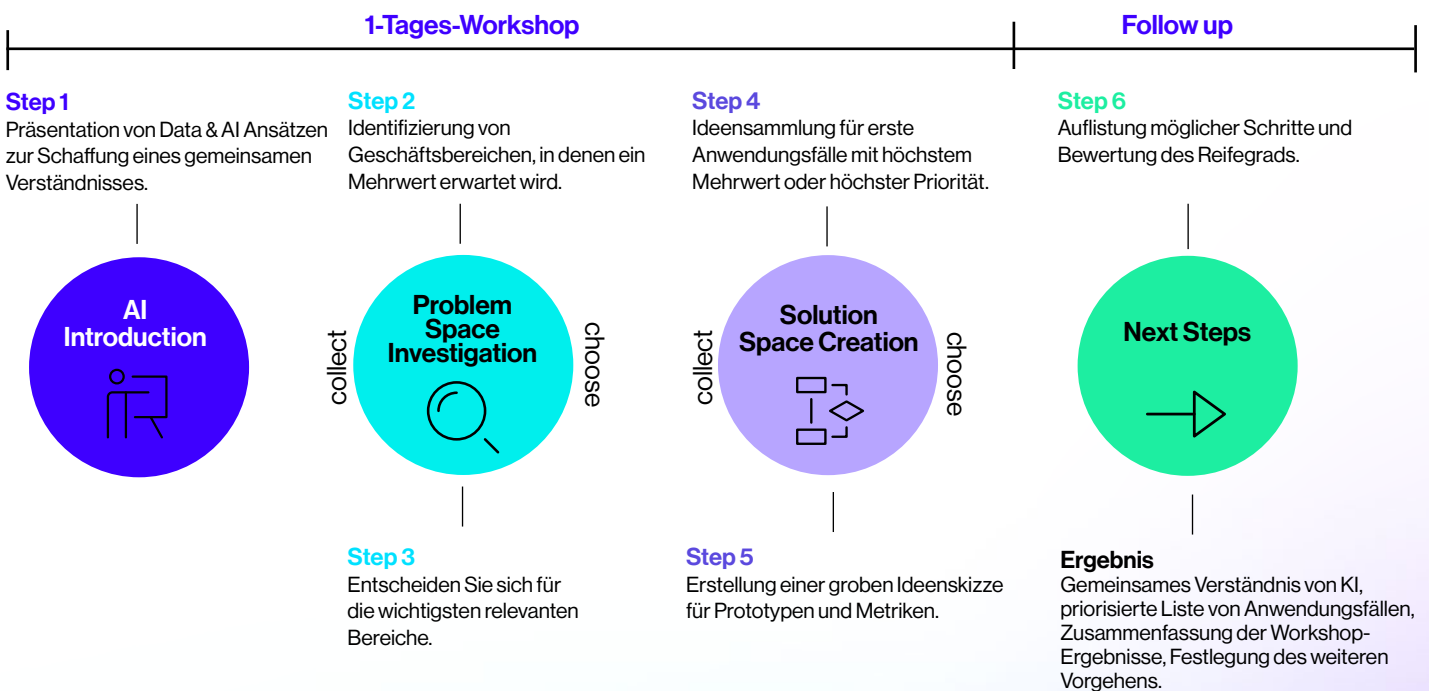 1-Tages-Workshop
Follow up
Step 1
Präsentation von Data & AI Ansätzen
zur Schaffung eines gemeinsamen
Verständnisses.
Step 2
Identifizierung von
Geschäftsbereichen, in denen ein
Mehrwert erwartet wird.
Step 4
Ideensammlung für erste
Anwendungsfälle mit höchstem
Mehrwert oder höchster Priorität.
Step 6
Auflistung möglicher Schritte und
Bewertung des Reifegrads.
AI
Introduction
collect
Problem
Space
Investigation
choose
collect
Solution
Space Creation
choose
Next Steps
Step 3
Entscheiden Sie sich für
die wichtigsten relevanten
Bereiche.
Step 5
Erstellung einer groben Ideenskizze
für Prototypen und Metriken.
Ergebnis
Gemeinsames Verständnis von KI,
priorisierte Liste von Anwendungsfällen,
Zusammenfassung der Workshop-
Ergebnisse, Festlegung des weiteren
Vorgehens.